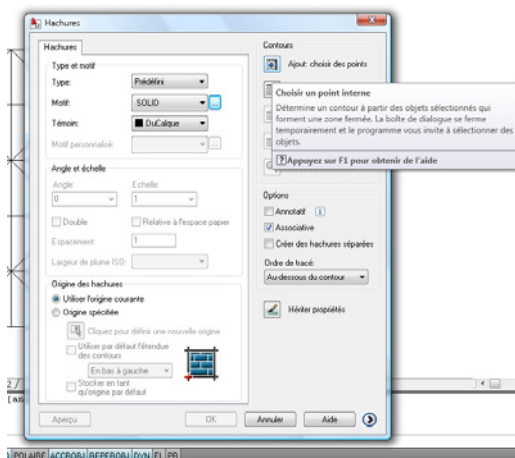 Hachures
Hachures
Type et motif
Type:
Prédéfini
Motif:
SOLID
Témoin:
DuCalque
Motif personnalisé:
Angle et échelle
Angle:
Echelle:
0
1
Double
Relative à l'espace papier
Espacement:
1
Largeur de plume ISO:
Origine des hachures
Utiliser l'origine courante
Origine spécifiée
Cliquez pour définir une nouvelle origine
Utiliser par défaut l'étendue
des contours
En bas à gauche
Stocker en tant
qu'origine par défaut
Contours
Ajout: choisir des points
Choisir un point interne
Détermine un contour à partir des objets sélectionnés qui
forment une zone fermée. La boîte de dialogue se ferme
temporairement et le programme vous invite à sélectionner des
objets.
Appuyez sur F1 pour obtenir de l'aide
Options
Annotatif
Associative
Créer des hachures séparées
Ordre de tracé:
Au-dessous du contour
Hériter propriétés
Aperçu
OK
Annuler
Aide
POLAIRE ACCROBJ REPEROBJ DYN EL PR